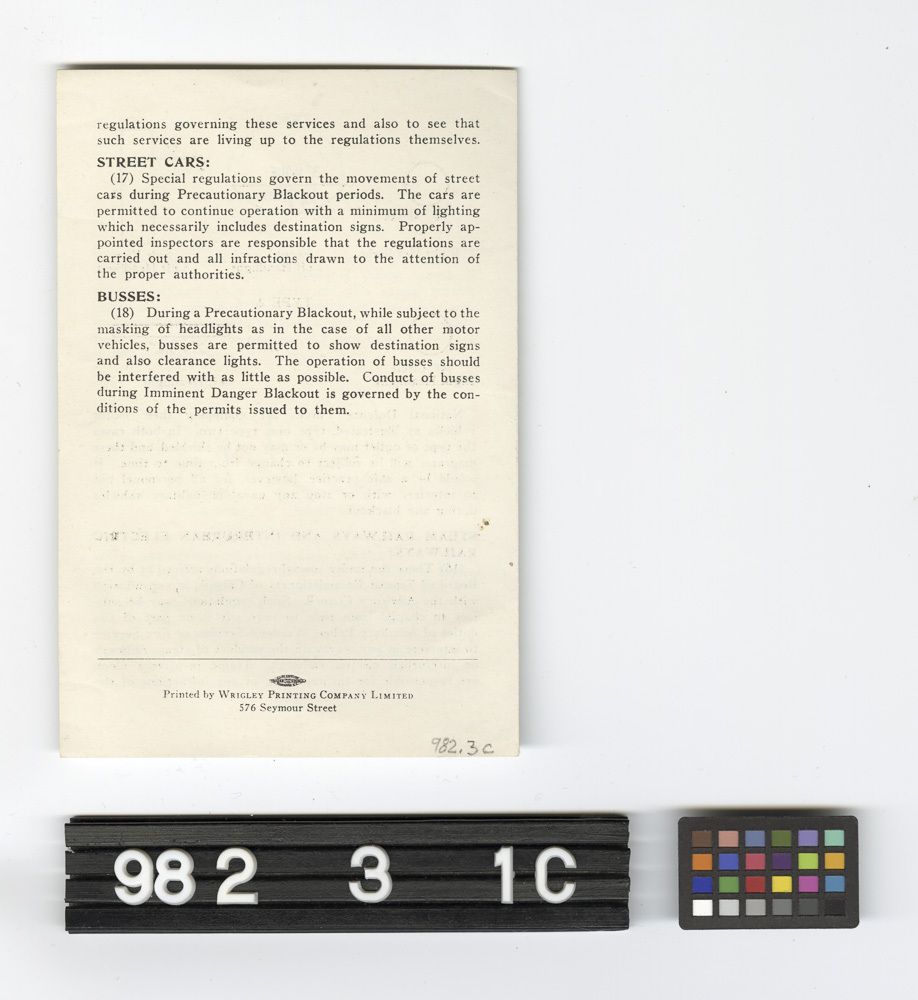 regulations governing these services and also to see that
such services are living up to the regulations themselves.
STREET CARS:
(17) Special regulations govern the movements of street
cars during Precautionary Blackout periods. The cars are
permitted to continue operation with a minimum of lighting
which necessarily includes destination signs. Properly ap-
pointed inspectors are responsible that the regulations are
carried out and all infractions drawn to the attention of
the proper authorities.
BUSSES:
(18) During a Precautionary Blackout, while subject to the
masking of headlights as in the case of all other motor
vehicles, busses are permitted to show destination signs
and also clearance lights. The operation of busses should
be interfered with as little as possible. Conduct of busses
during Imminent Danger Blackout is governed by the con-
ditions of the permits issued to them.
Printed by WRIGLEY PRINTING COMPANY LIMITED
576 Seymour Street
982.3c
982 3 1C